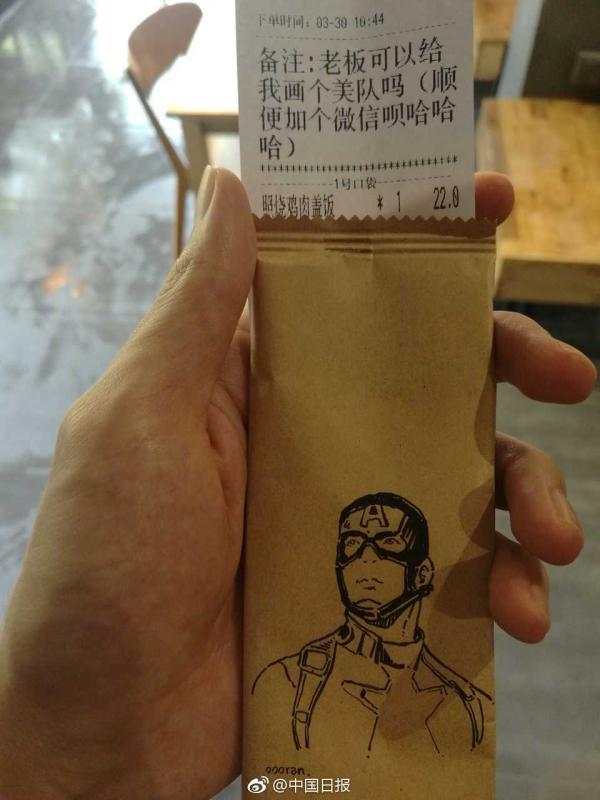 下单时间: 03-30 10:44
备注:老板可以给
我画个美队吗（顺
便加个微信呗哈哈
哈）
********************************
1号口袋
照烧鸡肉盖饭 * 1 22.0
A
oooran
@中国日报